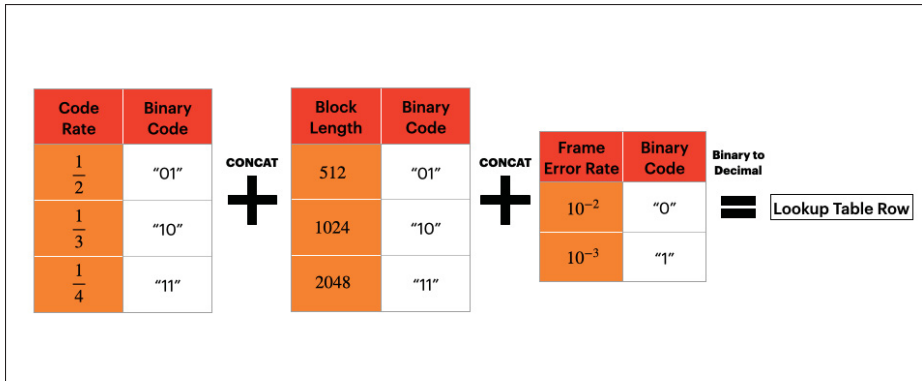 Code Rate
Binary Code
1/2
“01”
1/3
“10”
1/4
“11”
CONCAT
+
Block Length
Binary Code
512
“01”
1024
“10”
2048
“11”
CONCAT
+
Frame Error Rate
Binary Code
10⁻²
“0”
10⁻³
“1”
Binary to Decimal
=
Lookup Table Row